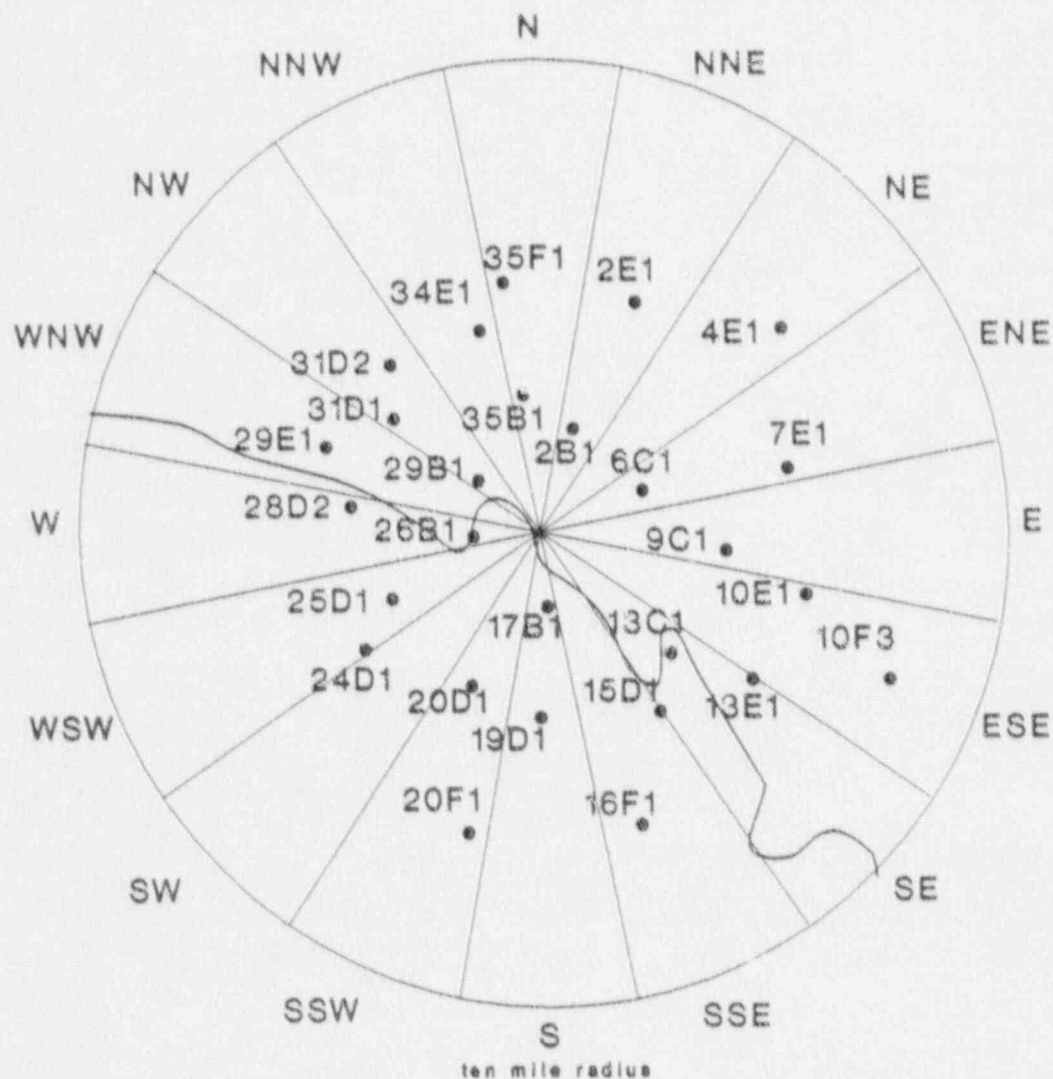 N
NNW
NNE
NW
NE
35F1
2E1
34E1
4E1
WNW
ENE
31D2
31D1
35B1
29E1
2B1
7E1
29B1
6C1
28D2
W
26B1
E
9C1
25D1
10E1
17B1
13C1
10F3
24D1
20D1
15D1
13E1
WSW
19D1
ESE
20F1
16F1
SW
SE
SSW
SSE
S
ten mile radius